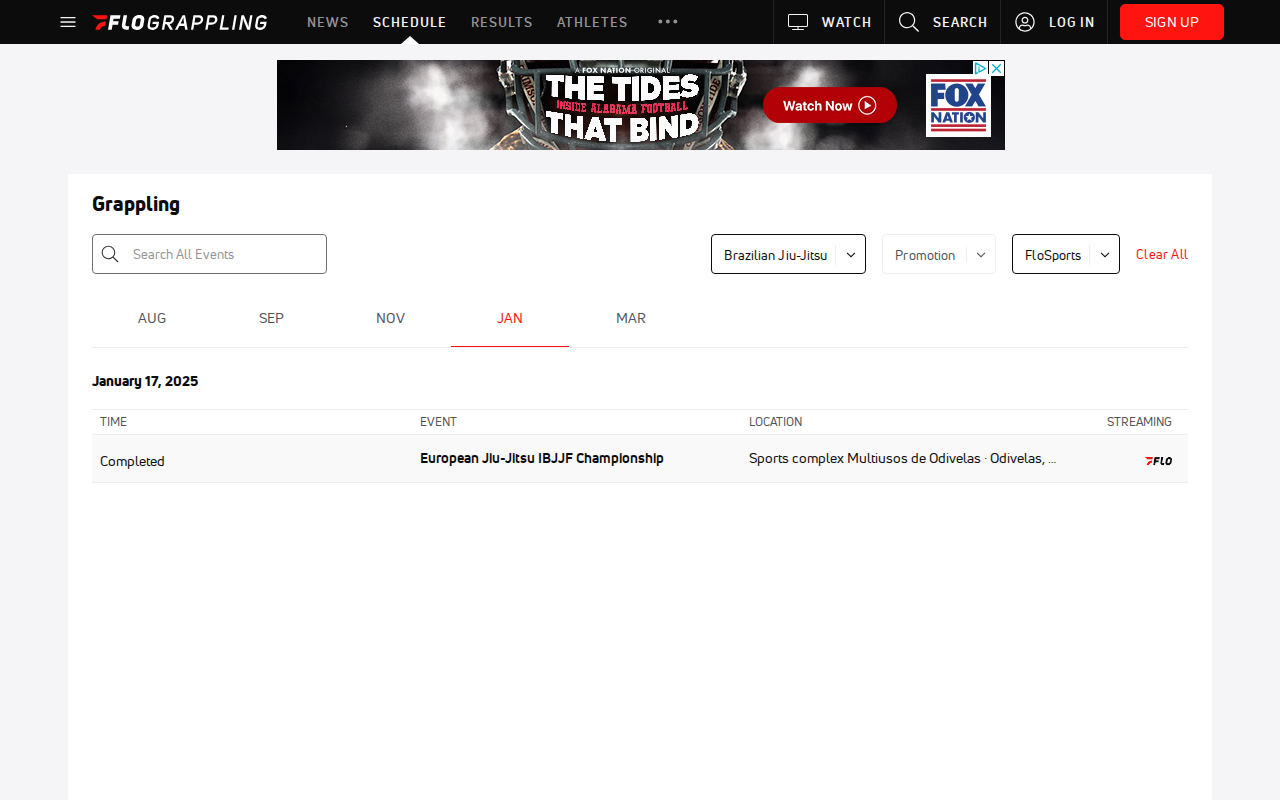 FLOGRAPPLING NEWS SCHEDULE RESULTS ATHLETES WATCH SEARCH LOG IN SIGN UP
A FOX NATION ORIGINAL
THE TIDES
INSIDE ALABAMA FOOTBALL
THAT BIND
Watch Now
FOX
NATION
Grappling
Search All Events Brazilian Jiu-Jitsu Promotion FloSports Clear All
AUG SEP NOV JAN MAR
January 17, 2025
TIME EVENT LOCATION STREAMING
Completed European Jiu-Jitsu IBJJF Championship Sports complex Multiusos de Odivelas · Odivelas, ... FLO